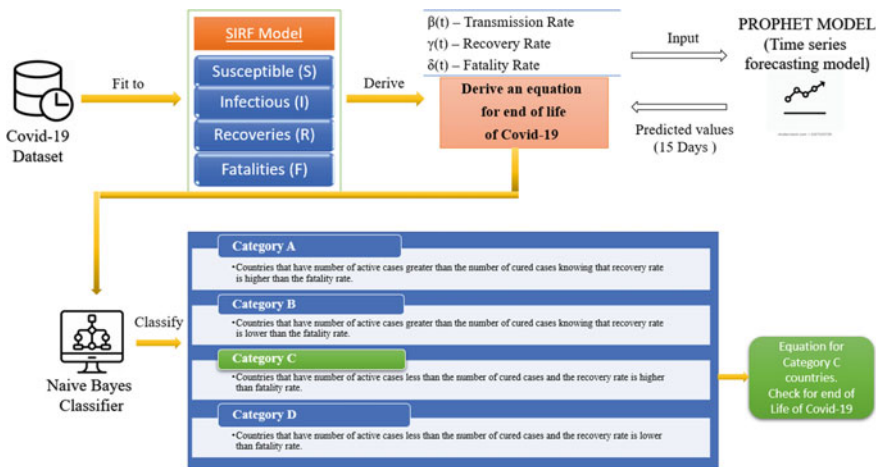 SIRF Model
Susceptible (S)
Infectious (I)
Recoveries (R)
Fatalities (F)
Covid-19
Dataset
Fit to
Derive
β(t) – Transmission Rate
γ(t) – Recovery Rate
δ(t) – Fatality Rate
Derive an equation
for end of life
of Covid-19
Input
Predicted values
(15 Days )
PROPHET MODEL
(Time series
forecasting model)
Naive Bayes
Classifier
Classify
Category A
•Countries that have number of active cases greater than the number of cured cases knowing that recovery rate
is higher than the fatality rate.
Category B
•Countries that have number of active cases greater than the number of cured cases knowing that recovery rate
is lower than the fatality rate.
Category C
•Countries that have number of active cases less than the number of cured cases and the recovery rate is higher
than fatality rate.
Category D
•Countries that have number of active cases less than the number of cured cases and the recovery rate is lower
than fatality rate.
Equation for
Category C
countries.
Check for end of
Life of Covid-19